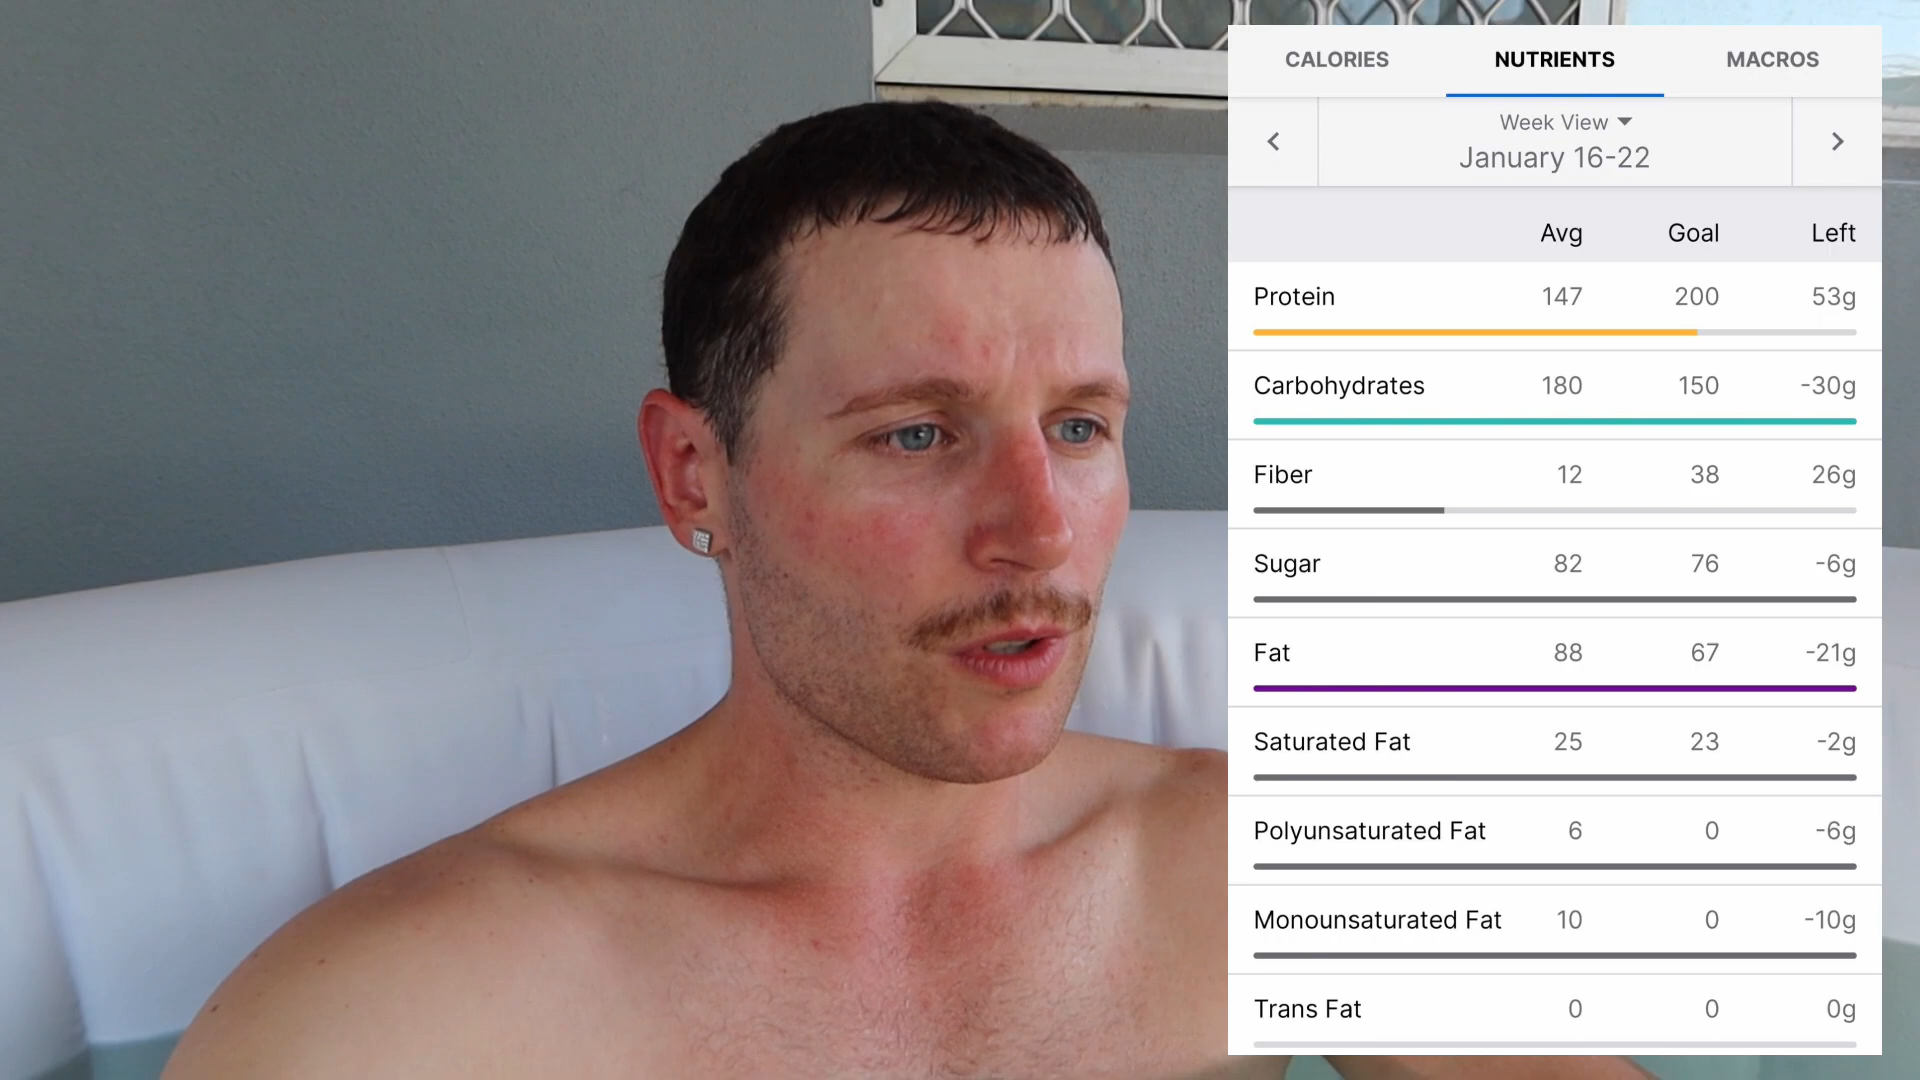 CALORIES NUTRIENTS MACROS
Week View
January 16-22
Avg Goal Left
Protein 147 200 53g
Carbohydrates 180 150 -30g
Fiber 12 38 26g
Sugar 82 76 -6g
Fat 88 67 -21g
Saturated Fat 25 23 -2g
Polyunsaturated Fat 6 0 -6g
Monounsaturated Fat 10 0 -10g
Trans Fat 0 0 0g